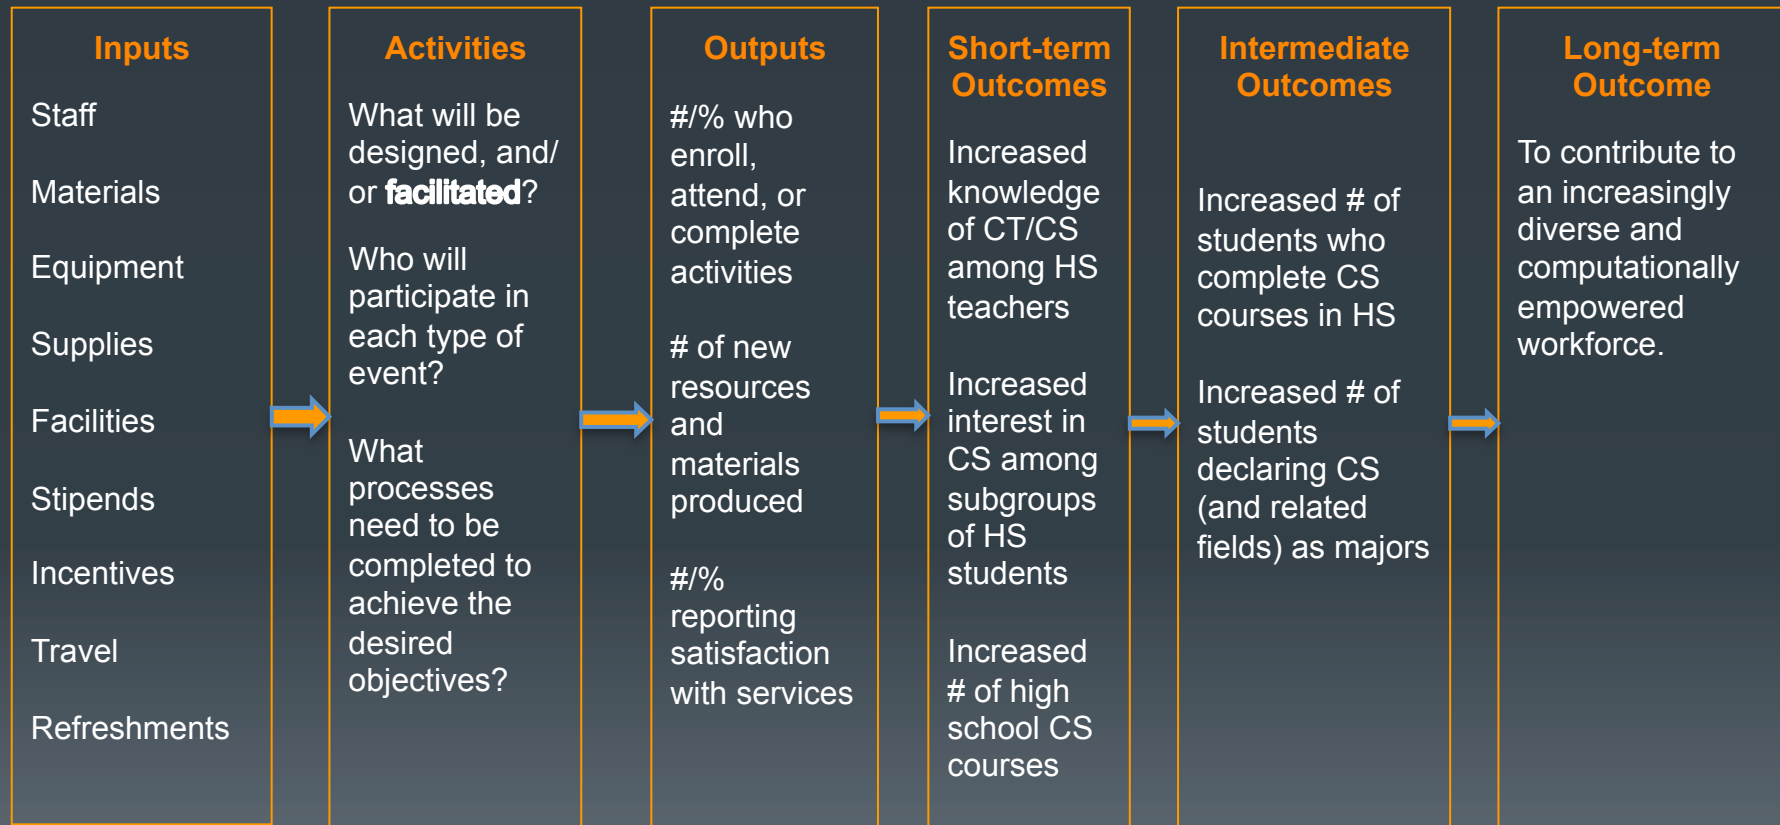 Inputs
Staff
Materials
Equipment
Supplies
Facilities
Stipends
Incentives
Travel
Refreshments
Activities
What will be
designed, and/
or facilitated?
Who will
participate in
each type of
event?
What
processes
need to be
completed to
achieve the
desired
objectives?
Outputs
#/% who
enroll,
attend, or
complete
activities
# of new
resources
and
materials
produced
#/%
reporting
satisfaction
with services
Short-term
Outcomes
Increased
knowledge
of CT/CS
among HS
teachers
Increased
interest in
CS among
subgroups
of HS
students
Increased
# of high
school CS
courses
Intermediate
Outcomes
Increased # of
students who
complete CS
courses in HS
Increased # of
students
declaring CS
(and related
fields) as majors
Long-term
Outcome
To contribute to
an increasingly
diverse and
computationally
empowered
workforce.